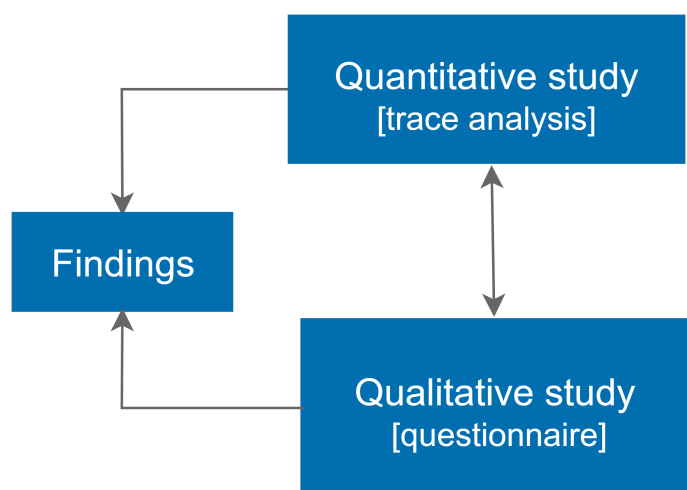 Quantitative study
[trace analysis]
Findings
Qualitative study
[questionnaire]